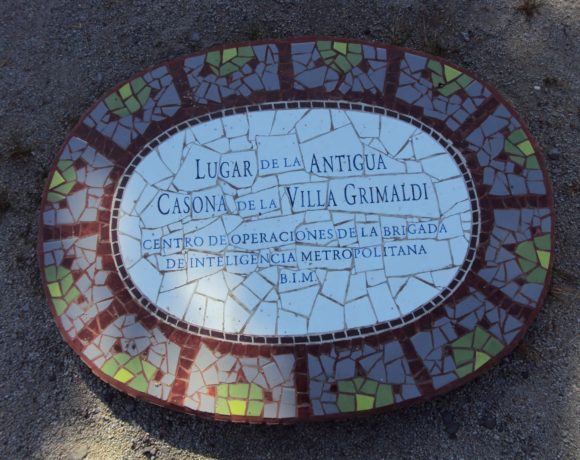 LUGAR DE LA ANTIGUA
CASONA DE LA VILLA GRIMALDI
CENTRO DE OPERACIONES DE LA BRIGADA
DE INTELIGENCIA METROPOLITANA
B.I.M.